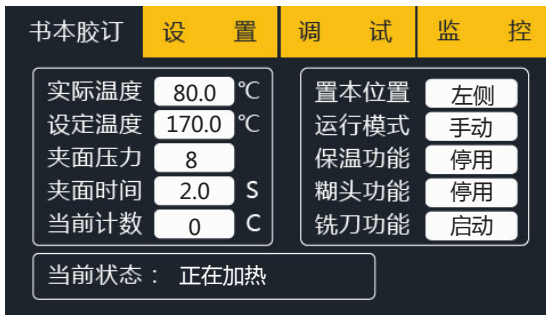 书本胶订 设置 调试 监控
实际温度 80.0 ℃
设定温度 170.0 ℃
夹面压力 8
夹面时间 2.0 S
当前计数 0 C
置本位置 左侧
运行模式 手动
保温功能 停用
糊头功能 停用
铣刀功能 启动
当前状态： 正在加热